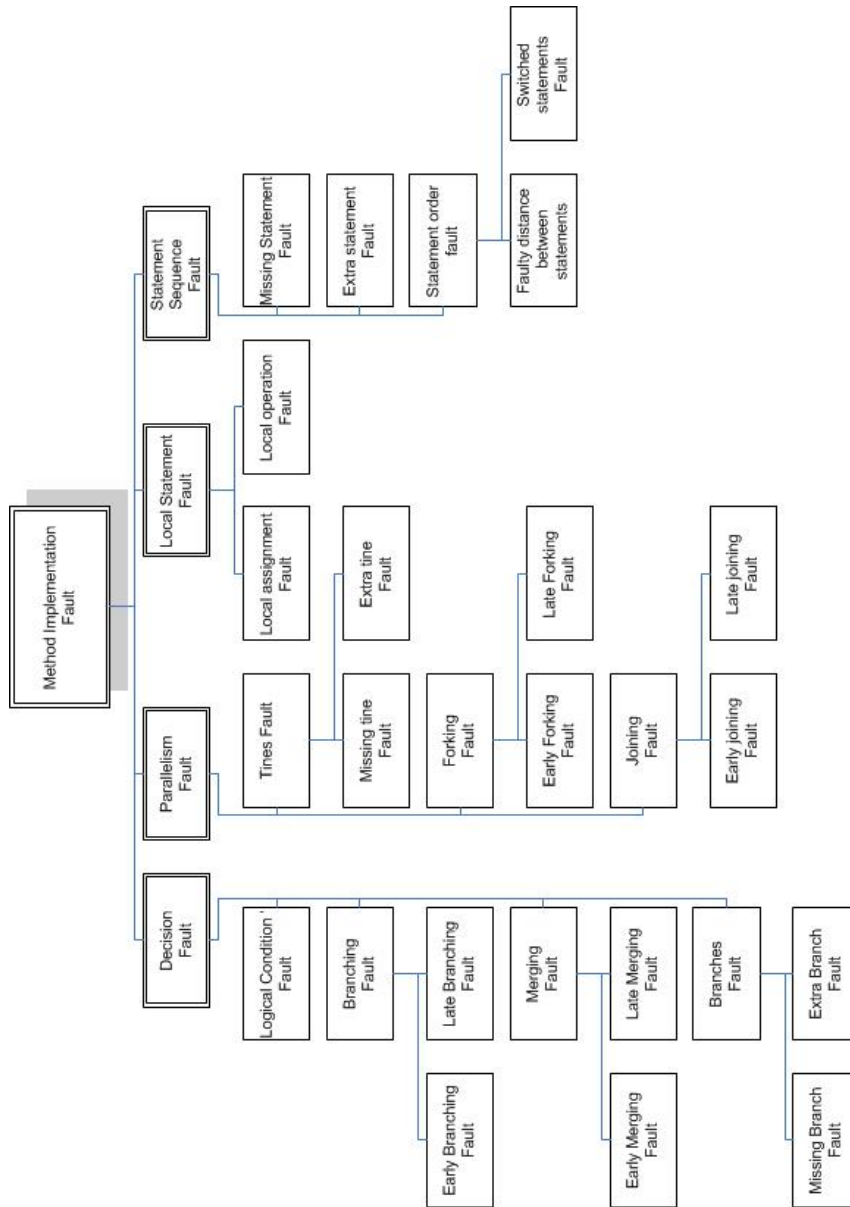 Method Implementation
Fault
Decision
Fault
Parallelism
Fault
Local Statement
Fault
Statement
Sequence
Fault
Logical Condition '
Fault
Branching
Fault
Early Branching
Fault
Late Branching
Fault
Merging
Fault
Early Merging
Fault
Late Merging
Fault
Branches
Fault
Missing Branch
Fault
Extra Branch
Fault
Tines Fault
Missing tine
Fault
Extra tine
Fault
Forking
Fault
Early Forking
Fault
Late Forking
Fault
Joining
Fault
Early joining
Fault
Late joining
Fault
Local assignment
Fault
Local operation
Fault
Missing Statement
Fault
Extra statement
Fault
Statement order
fault
Faulty distance
between
statements
Switched
statements
Fault